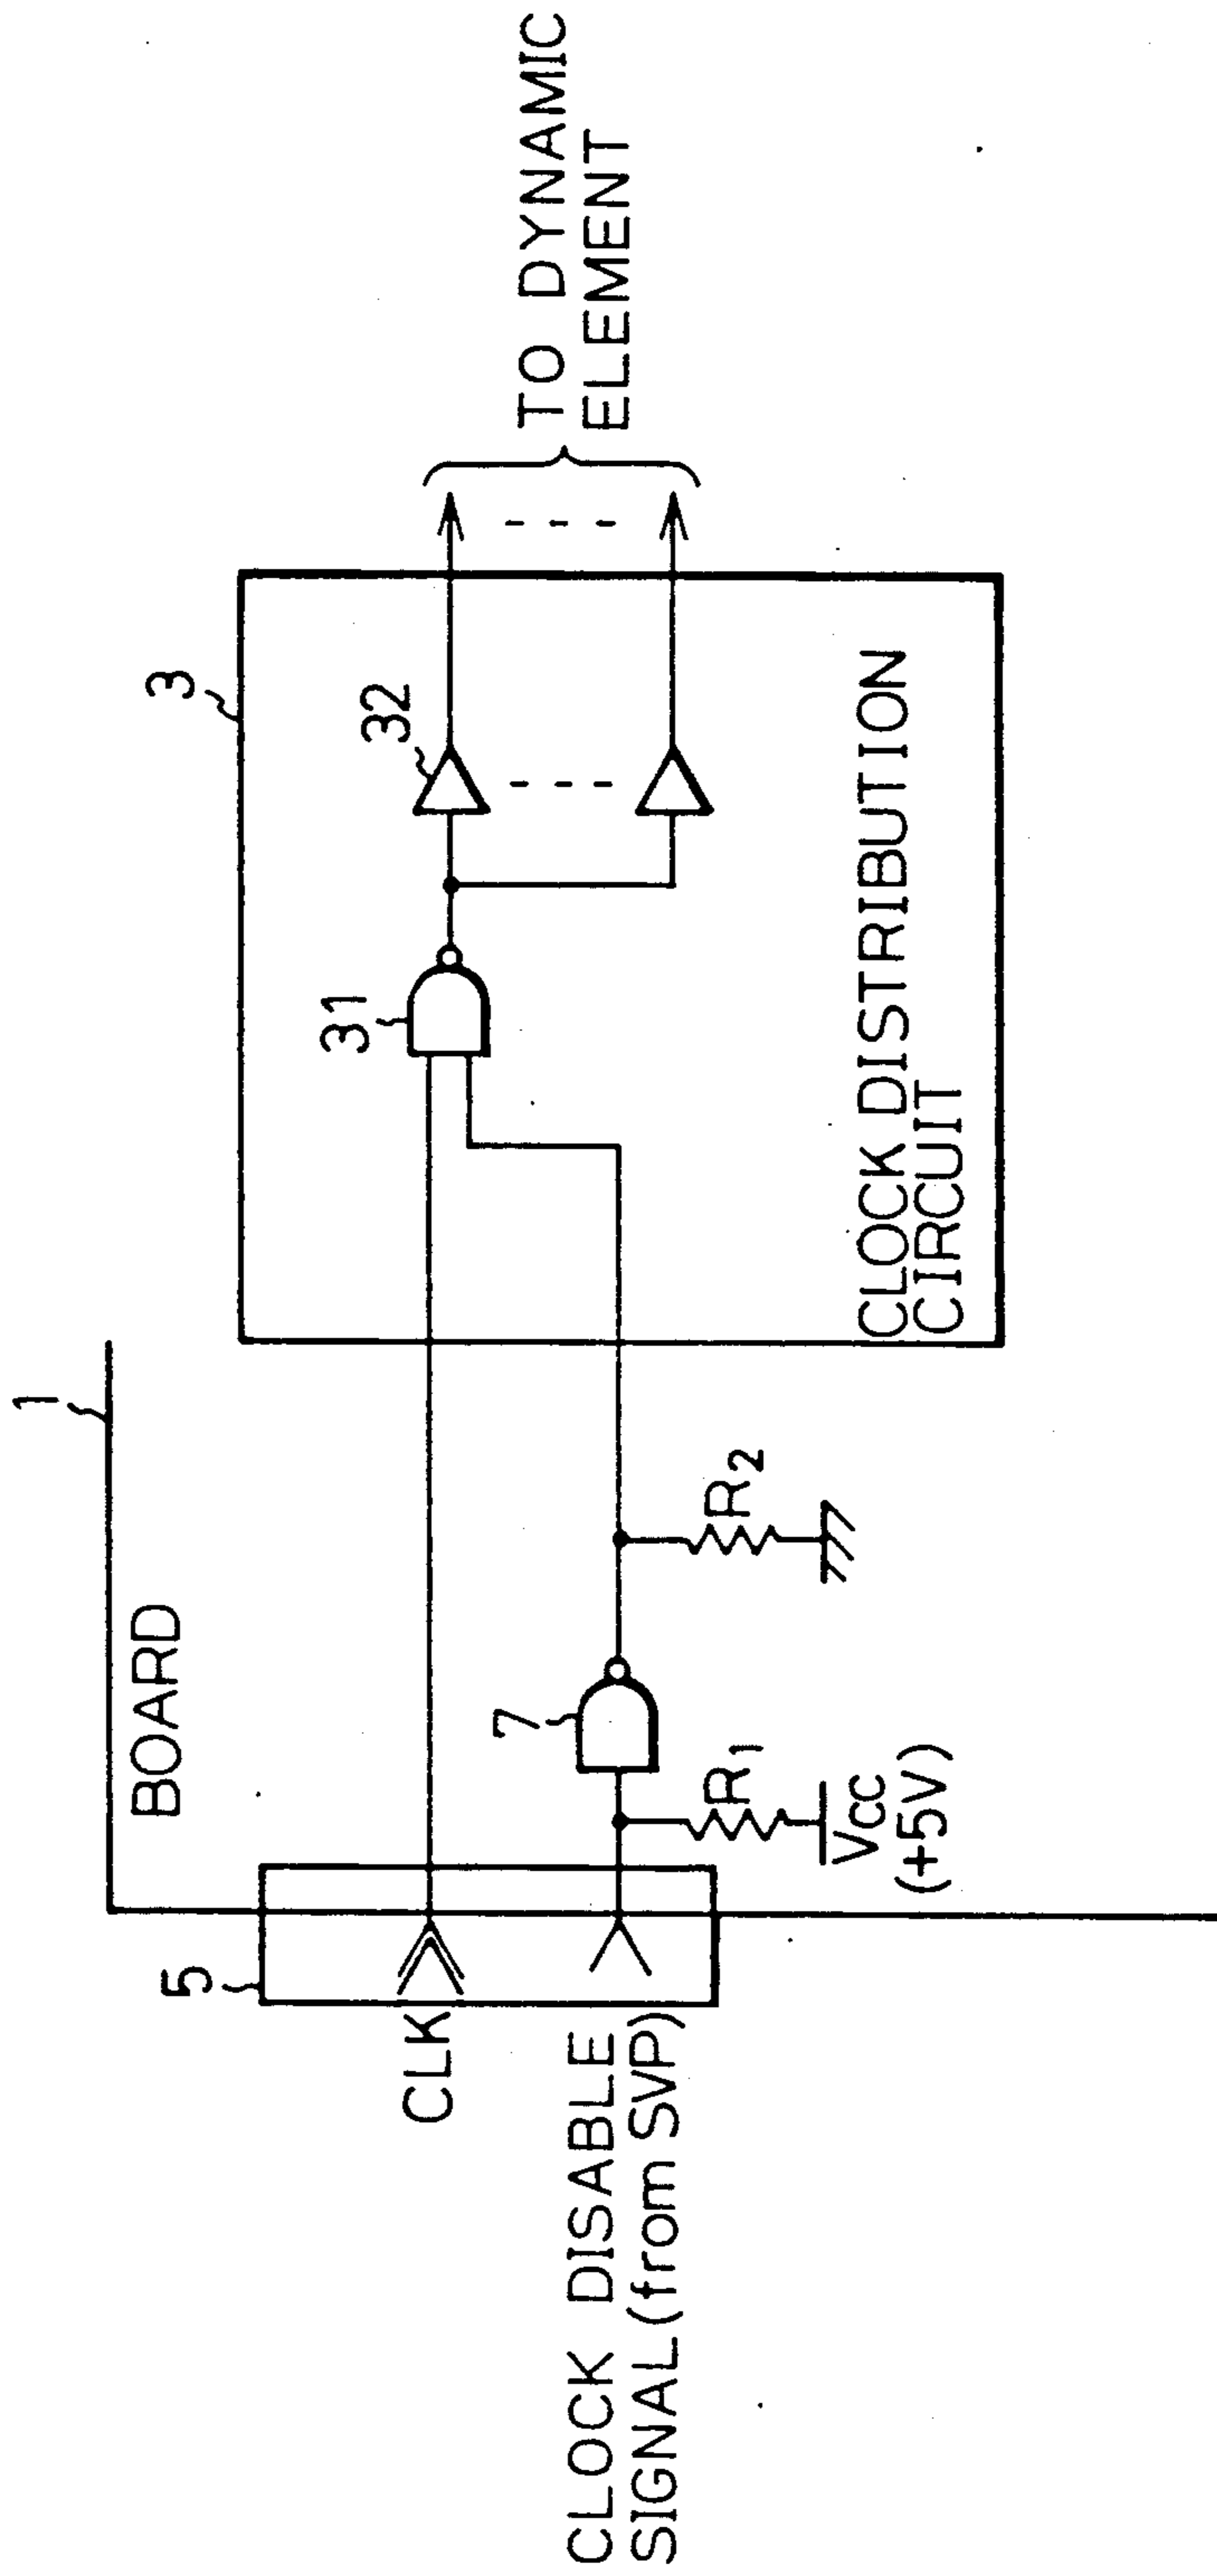 1
BOARD
3
5
CLK
31
32
TO DYNAMIC
ELEMENT
CLOCK DISABLE
SIGNAL (from SVP)
7
R1
VCC
(+5V)
R2
CLOCK DISTRIBUTION
CIRCUIT